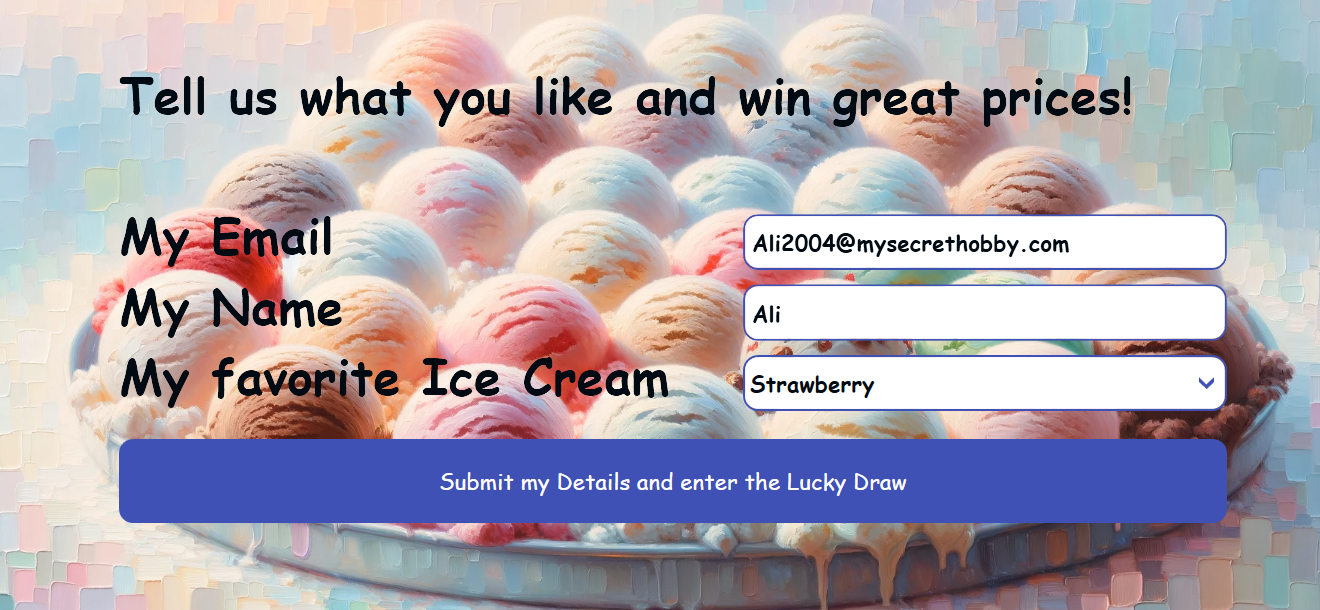 Tell us what you like and win great prices!
My Email Ali2004@mysecrethobby.com
My Name Ali
My favorite Ice Cream Strawberry
Submit my Details and enter the Lucky Draw